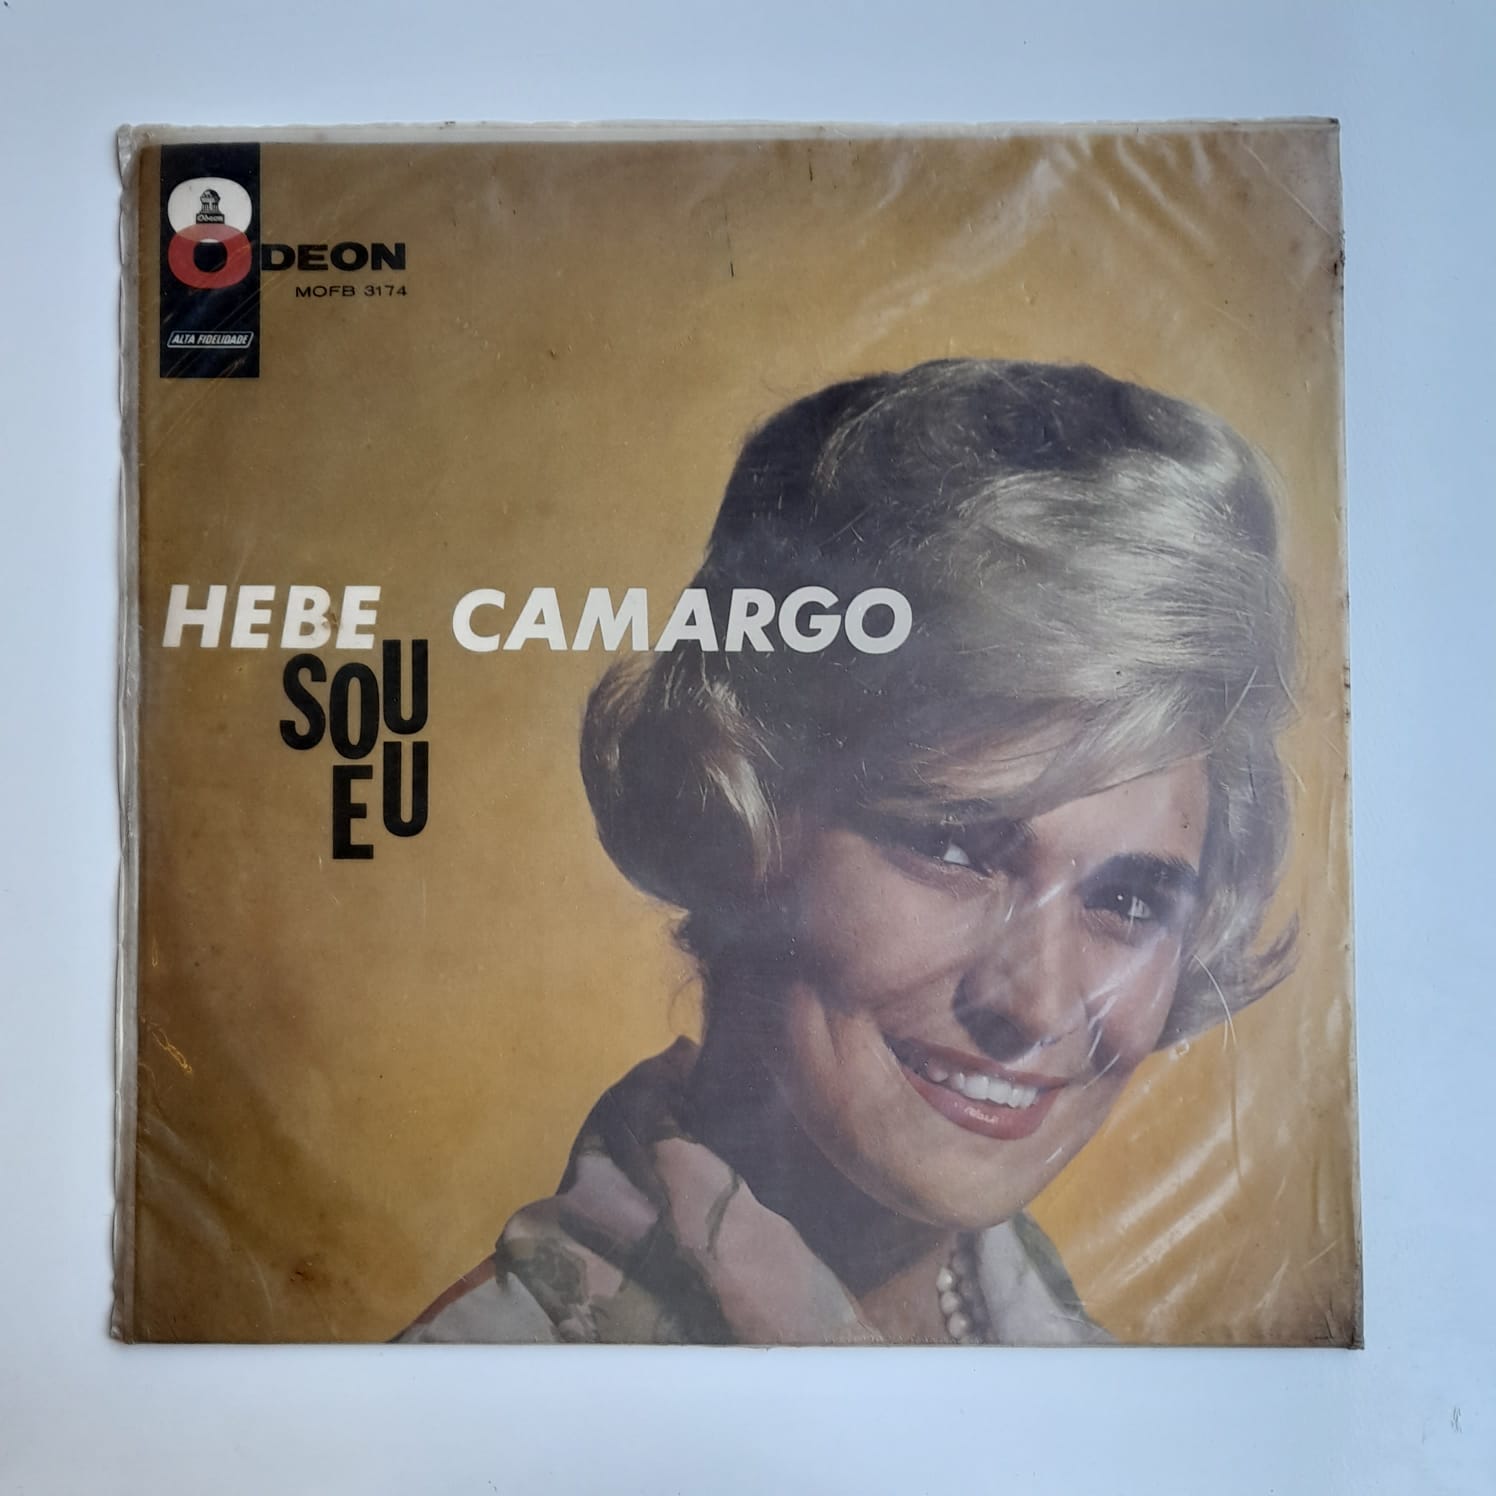 Odeon
ODEON
MOFB 3174
ALTA FIDELIDADE
HEBE CAMARGO
SOU
EU